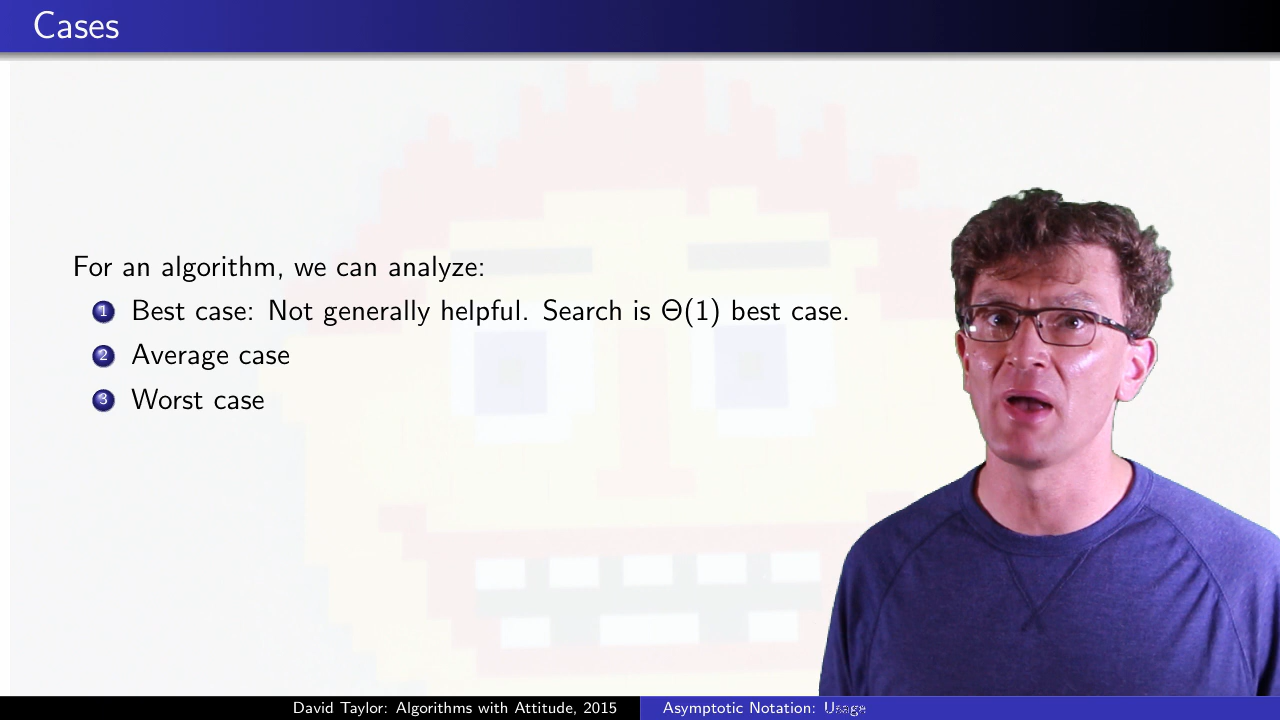 Cases
For an algorithm, we can analyze:
1 Best case: Not generally helpful. Search is Θ(1) best case.
2 Average case
3 Worst case
David Taylor: Algorithms with Attitude, 2015
Asymptotic Notation: Usage